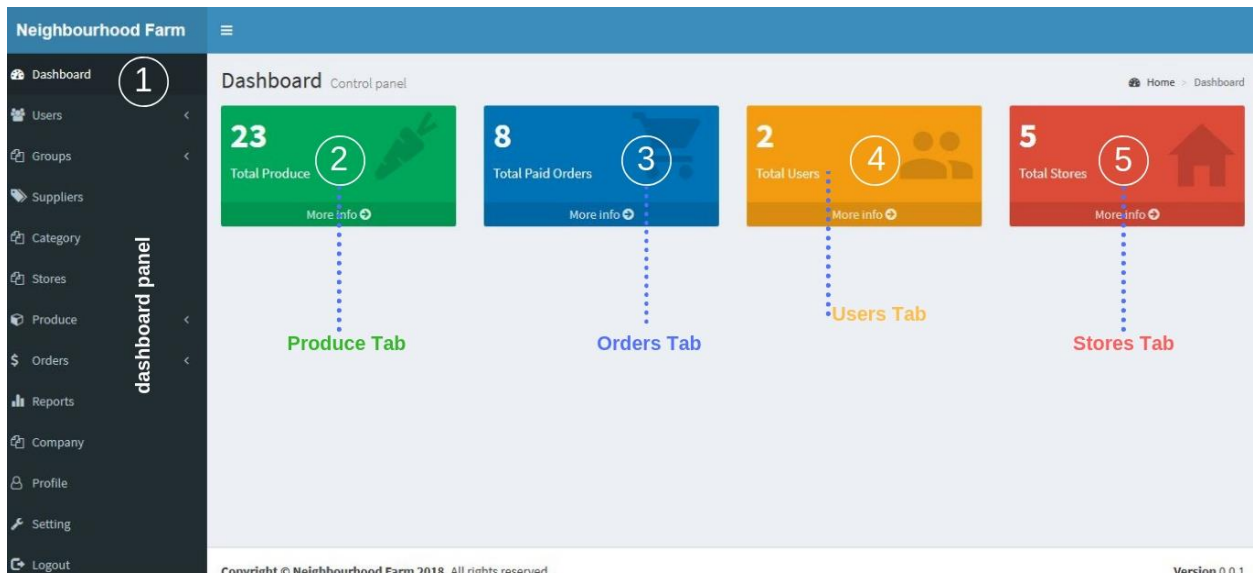 Neighbourhood Farm
Dashboard
1
Users
Groups
Suppliers
Category
Stores
Produce
Orders
Reports
Company
Profile
Setting
Logout
dashboard panel
Dashboard Control panel
Home > Dashboard
23
Total Produce
2
More info
8
Total Paid Orders
3
More info
2
Total Users
4
More info
5
Total Stores
5
More info
Produce Tab
Orders Tab
Users Tab
Stores Tab
Copyright © Neighbourhood Farm 2018. All rights reserved.
Version 0.0.1